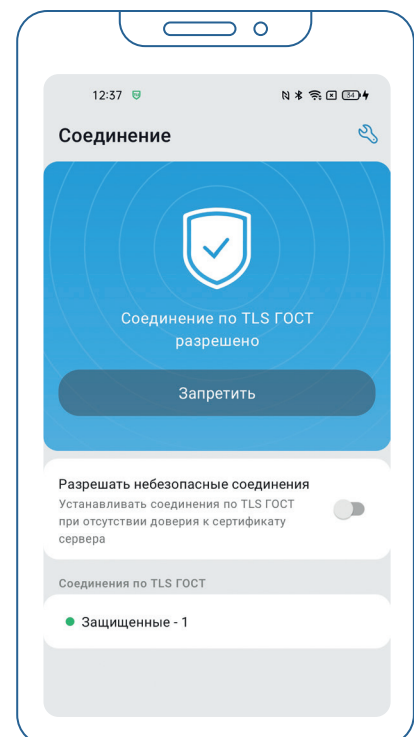 12:37 34
Соединение
Соединение по TLS ГОСТ
разрешено
Запретить
Разрешать небезопасные соединения
Устанавливать соединения по TLS ГОСТ
при отсутствии доверия к сертификату
сервера
Соединения по TLS ГОСТ
Защищенные - 1